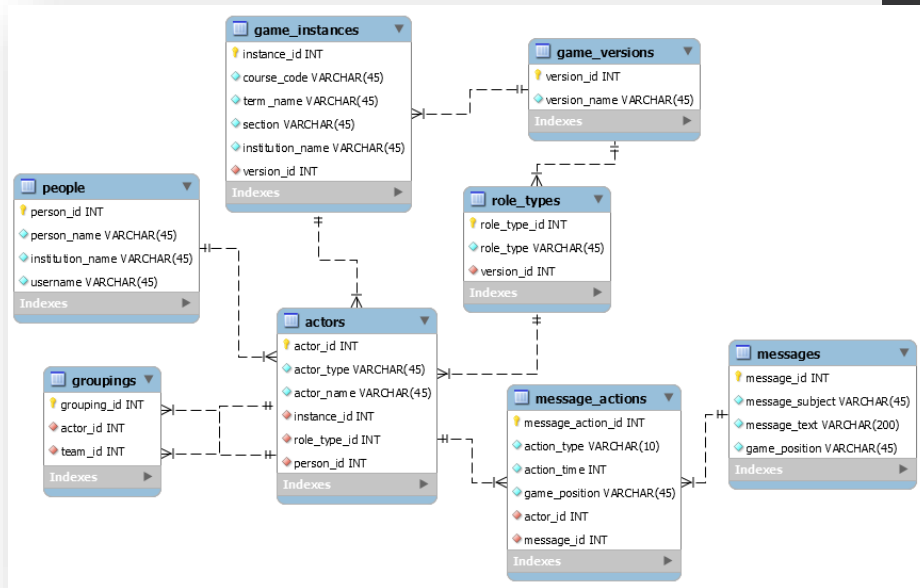 game_instances
instance_id INT
course_code VARCHAR(45)
term_name VARCHAR(45)
section VARCHAR(45)
institution_name VARCHAR(45)
version_id INT
Indexes
game_versions
version_id INT
version_name VARCHAR(45)
Indexes
people
person_id INT
person_name VARCHAR(45)
institution_name VARCHAR(45)
username VARCHAR(45)
Indexes
role_types
role_type_id INT
role_type VARCHAR(45)
version_id INT
Indexes
actors
actor_id INT
actor_type VARCHAR(45)
actor_name VARCHAR(45)
instance_id INT
role_type_id INT
person_id INT
Indexes
groupings
grouping_id INT
actor_id INT
team_id INT
Indexes
message_actions
message_action_id INT
action_type VARCHAR(10)
action_time INT
game_position VARCHAR(45)
actor_id INT
message_id INT
Indexes
messages
message_id INT
message_subject VARCHAR(45)
message_text VARCHAR(200)
game_position VARCHAR(45)
Indexes